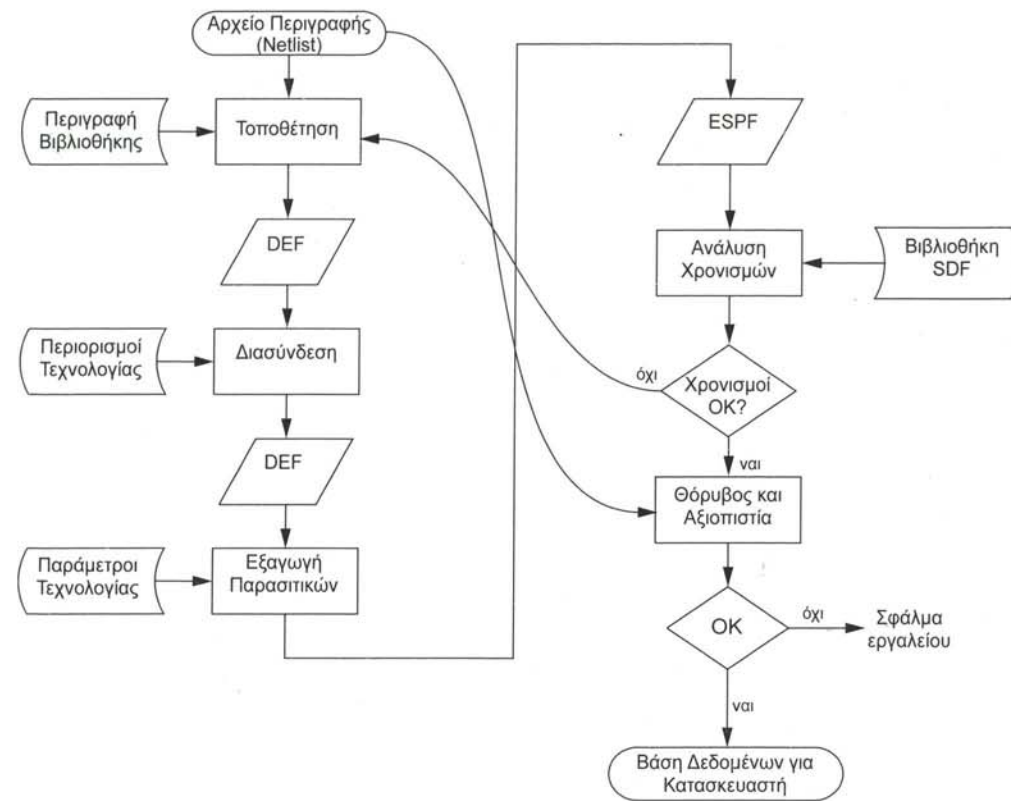 Αρχείο Περιγραφής
(Netlist)
Περιγραφή
Βιβλιοθήκης
Τοποθέτηση
DEF
Περιορισμοί
Τεχνολογίας
Διασύνδεση
DEF
Παράμετροι
Τεχνολογίας
Εξαγωγή
Παρασιτικών
ESPF
Ανάλυση
Χρονισμών
Βιβλιοθήκη
SDF
Χρονισμοί
OK?
όχι
ναι
Θόρυβος και
Αξιοπιστία
OK
όχι
Σφάλμα
εργαλείου
ναι
Βάση Δεδομένων για
Κατασκευαστή